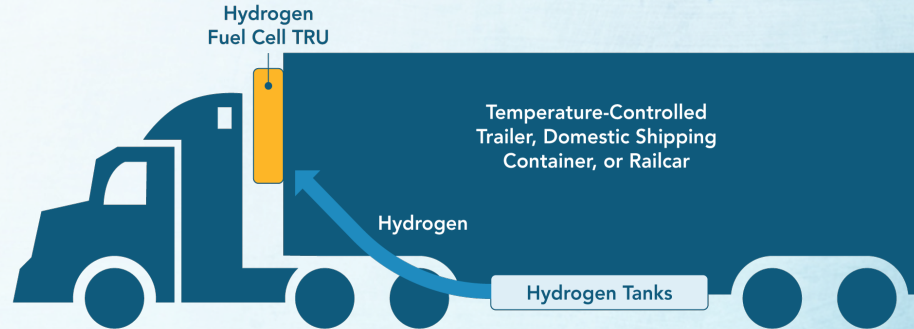 Hydrogen
Fuel Cell TRU
Temperature-Controlled
Trailer, Domestic Shipping
Container, or Railcar
Hydrogen
Hydrogen Tanks